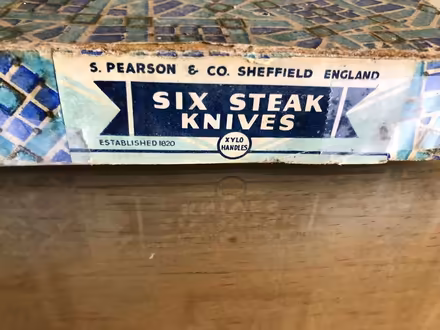 S. PEARSON & CO. SHEFFIELD ENGLAND
SIX STEAK
KNIVES
ESTABLISHED 1820
XYLO
HANDLES